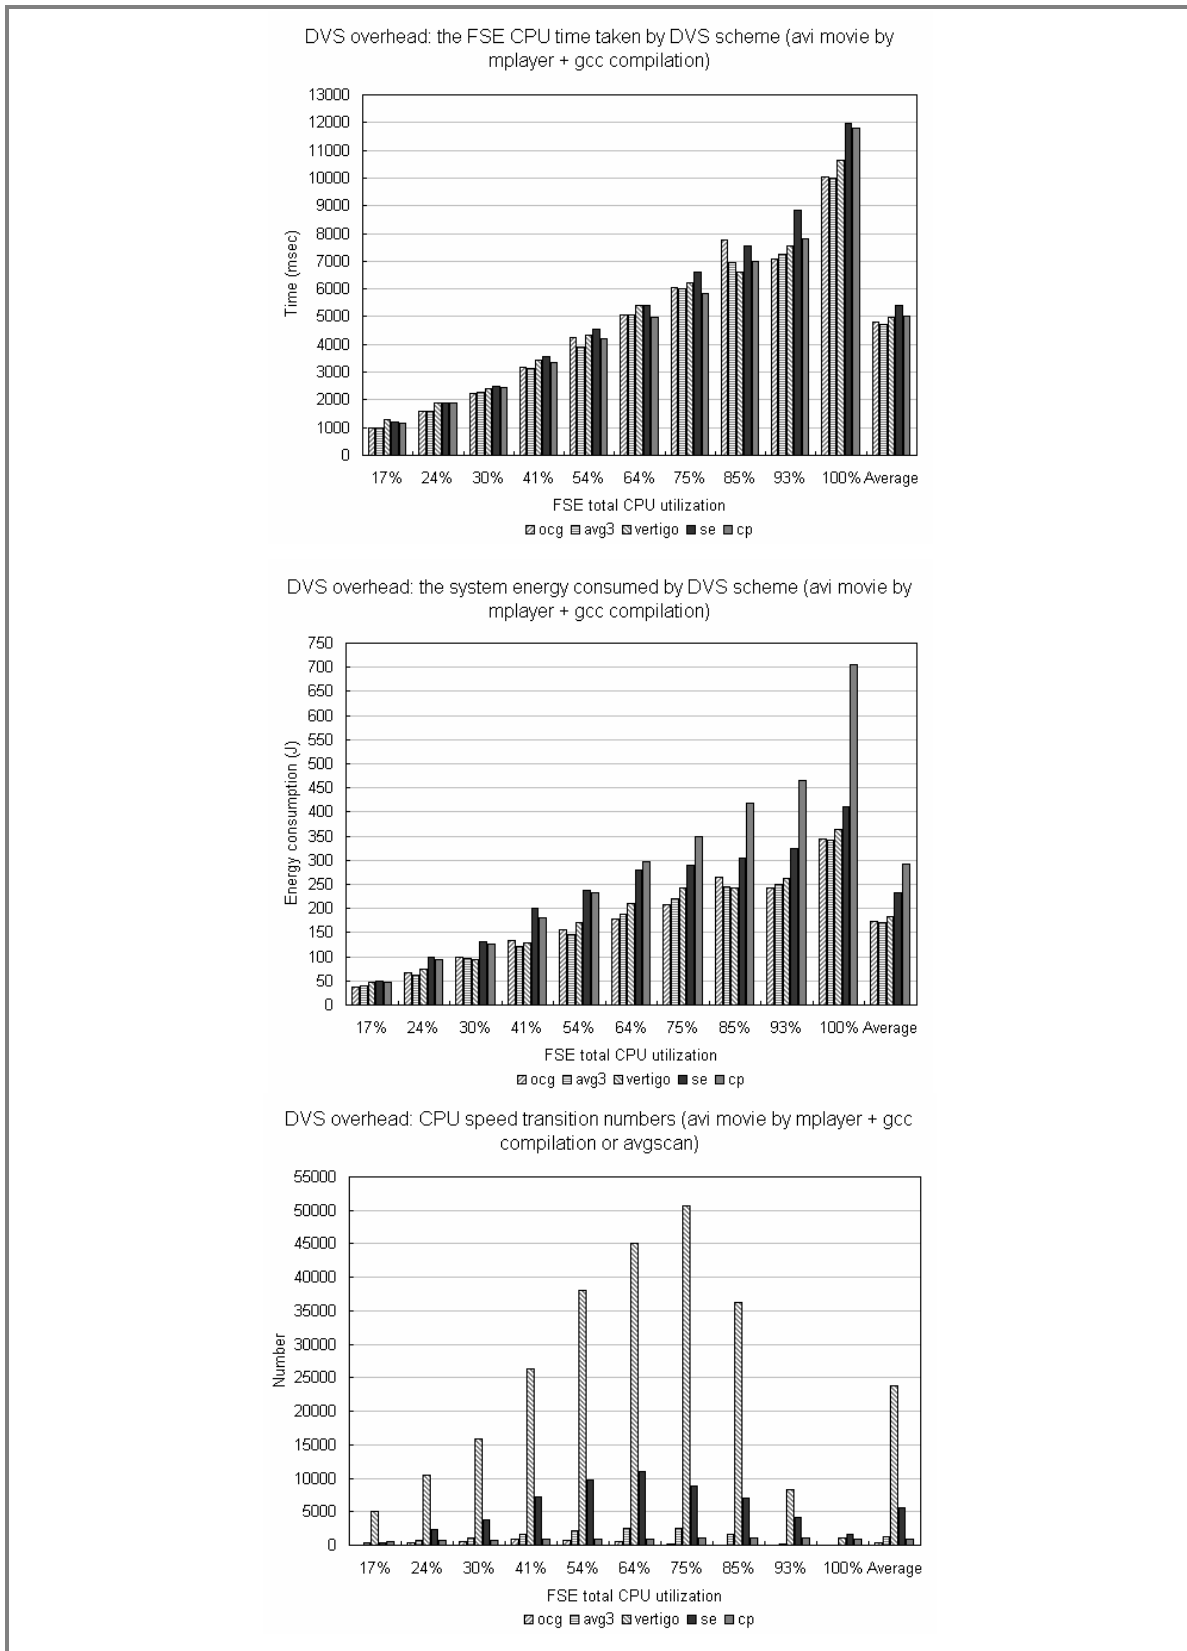 DVS overhead: the FSE CPU time taken by DVS scheme (avi movie by
mplayer + gcc compilation)
13000
12000
11000
10000
9000
8000
7000
6000
5000
4000
3000
2000
1000
0
Time (msec)
17% 24% 30% 41% 54% 64% 75% 85% 93% 100% Average
FSE total CPU utilization
ocg avg3 vertigo se cp
DVS overhead: the system energy consumed by DVS scheme (avi movie by
mplayer + gcc compilation)
750
700
650
600
550
500
450
400
350
300
250
200
150
100
50
0
Energy consumption (J)
17% 24% 30% 41% 54% 64% 75% 85% 93% 100% Average
FSE total CPU utilization
ocg avg3 vertigo se cp
DVS overhead: CPU speed transition numbers (avi movie by mplayer + gcc
compilation or avgscan)
55000
50000
45000
40000
35000
30000
25000
20000
15000
10000
5000
0
Number
17% 24% 30% 41% 54% 64% 75% 85% 93% 100% Average
FSE total CPU utilization
ocg avg3 vertigo se cp